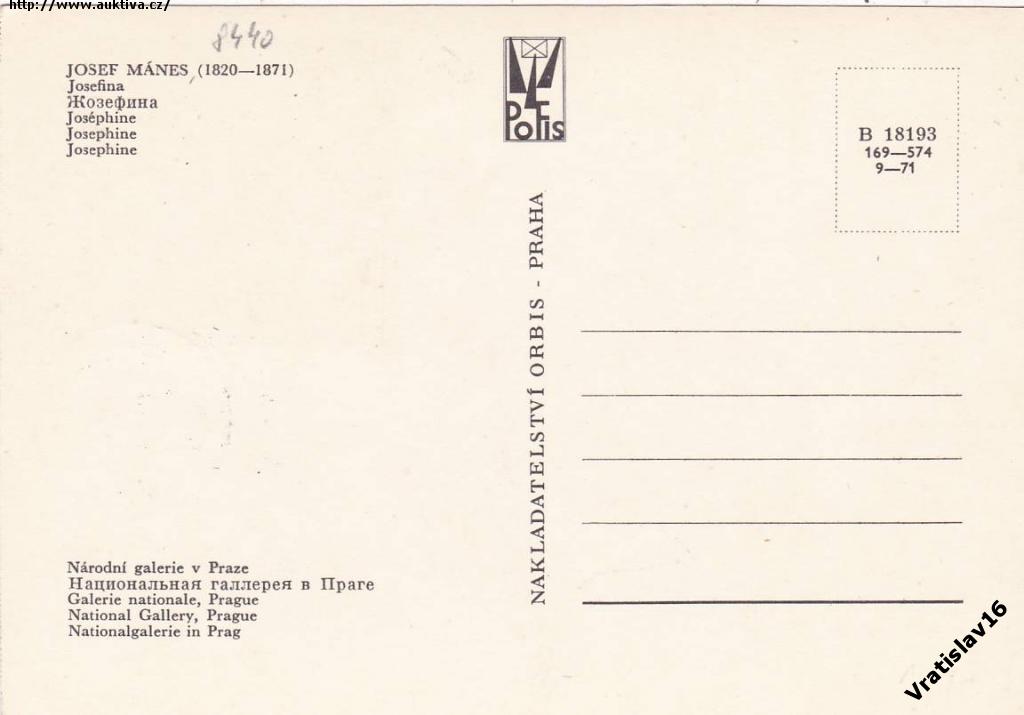 http://www.auktiva.cz/
8440
JOSEF MÁNES (1820—1871)
Josefina
Жозефина
Joséphine
Josephine
Josephine
PoFis
B 18193
169—574
9—71
NAKLADATELSTVÍ ORBIS - PRAHA
Národní galerie v Praze
Национальная галлерея в Праге
Galerie nationale, Prague
National Gallery, Prague
Nationalgalerie in Prag
Vratislav16